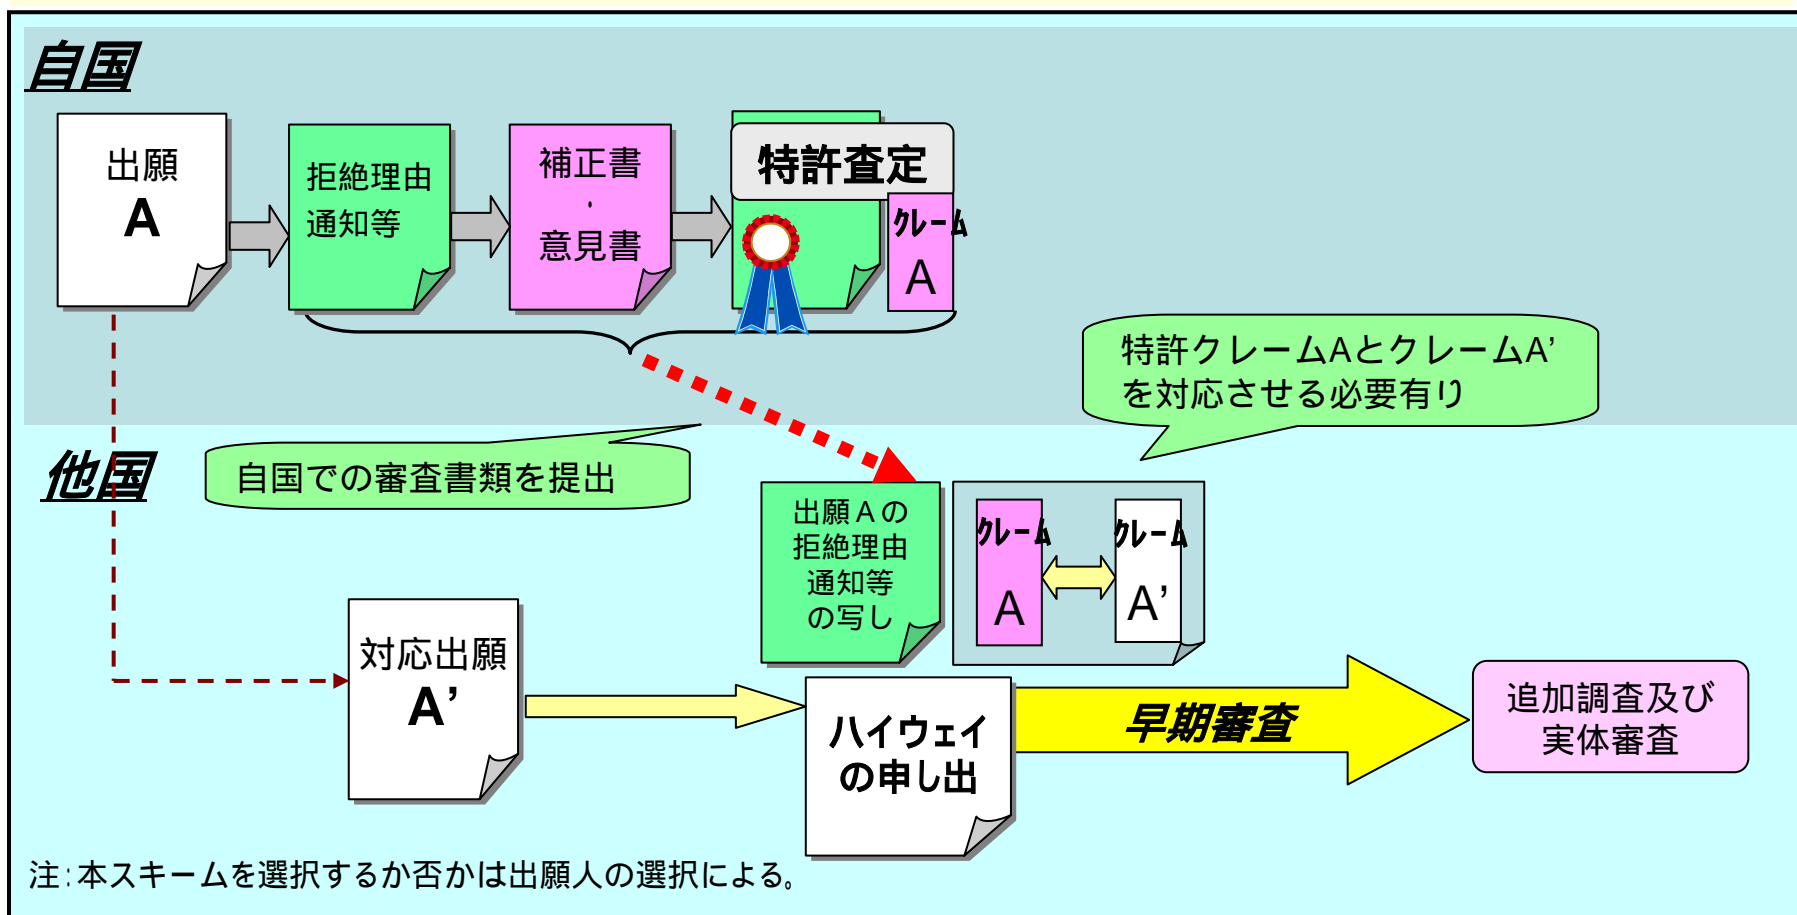 自国
出願
A
拒絶理由
通知等
補正書
・
意見書
特許査定
クレーム
A
特許クレームAとクレームA’
を対応させる必要有り
他国
自国での審査書類を提出
出願Aの
拒絶理由
通知等
の写し
クレーム
A
クレーム
A’
対応出願
A’
ハイウェイ
の申し出
早期審査
追加調査及び
実体審査
注:本スキームを選択するか否かは出願人の選択による。